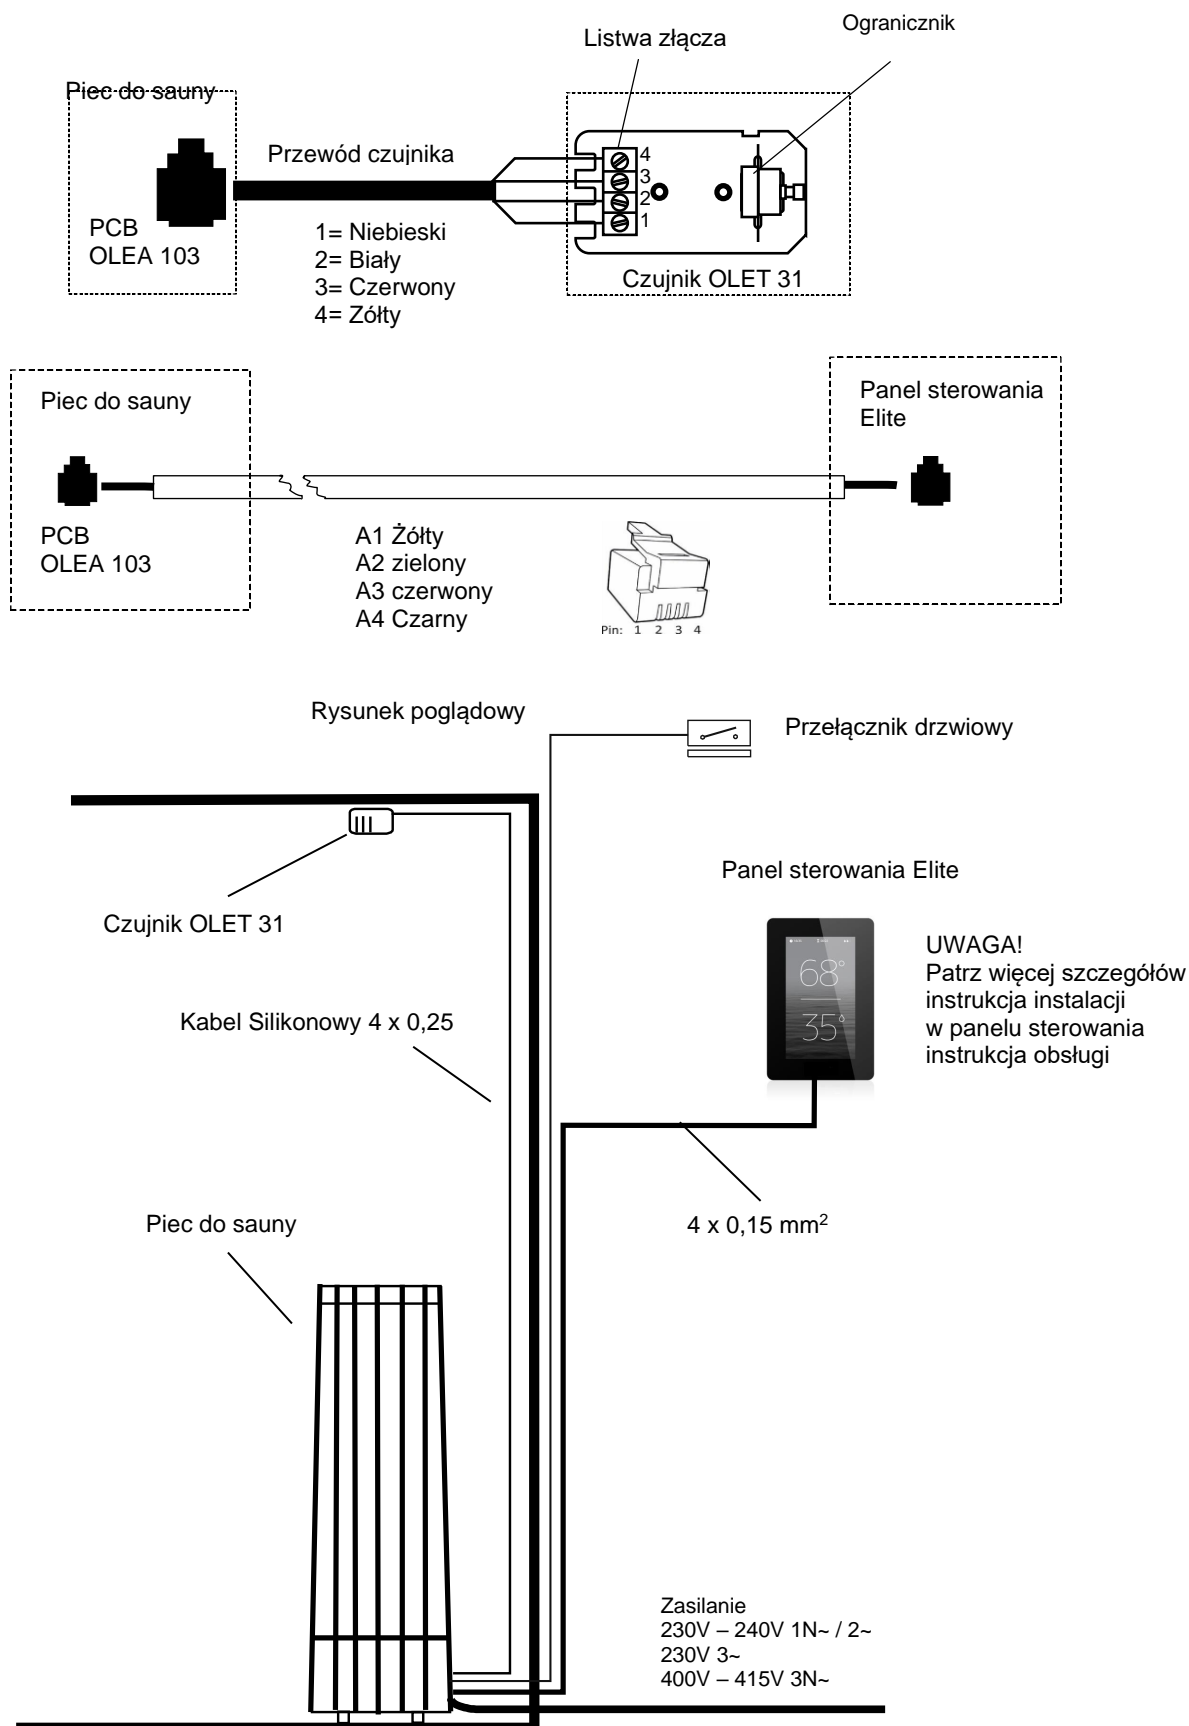 Ogranicznik
Listwa złącza
Piec do sauny
Przewód czujnika
4
3
2
1
PCB
OLEA 103
1= Niebieski
2= Biały
3= Czerwony
4= Zółty
Czujnik OLET 31
Piec do sauny
Panel sterowania
Elite
PCB
OLEA 103
A1 Żółty
A2 zielony
A3 czerwony
A4 Czarny
Pin: 1 2 3 4
Rysunek poglądowy
Przełącznik drzwiowy
Panel sterowania Elite
Czujnik OLET 31
68°
35
UWAGA!
Patrz więcej szczegółów
instrukcja instalacji
w panelu sterowania
instrukcja obsługi
Kabel Silikonowy 4 x 0,25
Piec do sauny
4 x 0,15 mm²
Zasilanie
230V – 240V 1N~ / 2~
230V 3~
400V – 415V 3N~